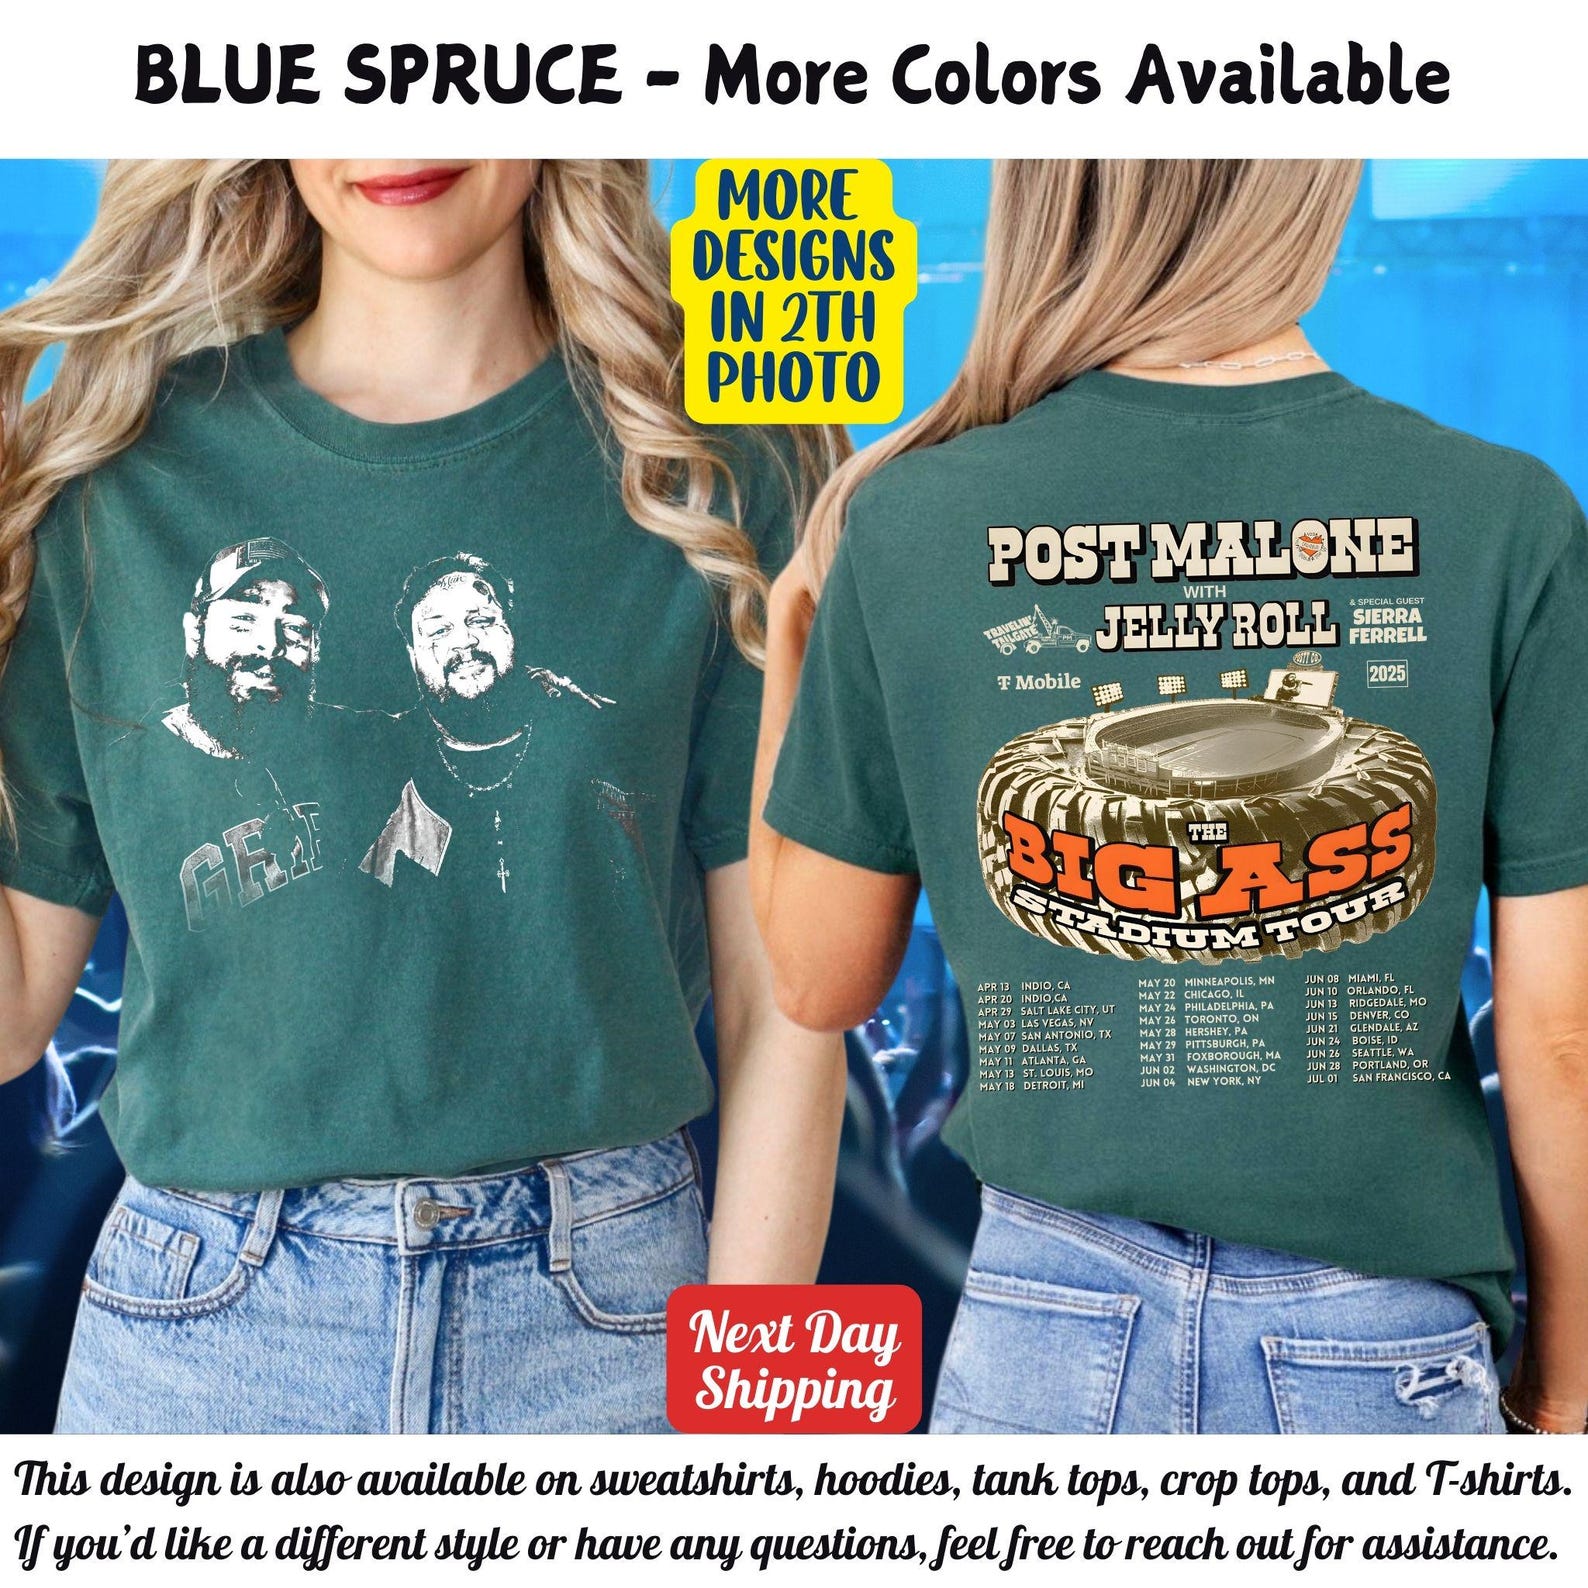 BLUE SPRUCE - More Colors Available
MORE
DESIGNS
IN 2TH
PHOTO
GRA
POST MALONE
WITH
JELLY ROLL
& SPECIAL GUEST
SIERRA
FERRELL
TRAVELIN'
TAILGATE
PM
T Mobile
2025
THE
BIG ASS
STADIUM TOUR
APR 13 INDIO, CA
APR 20 INDIO,CA
APR 29 SALT LAKE CITY, UT
MAY 03 LAS VEGAS, NV
MAY 07 SAN ANTONIO, TX
MAY 09 DALLAS, TX
MAY 11 ATLANTA, GA
MAY 13 ST. LOUIS, MO
MAY 18 DETROIT, MI
MAY 20 MINNEAPOLIS, MN
MAY 22 CHICAGO, IL
MAY 24 PHILADELPHIA, PA
MAY 26 TORONTO, ON
MAY 28 HERSHEY, PA
MAY 29 PITTSBURGH, PA
MAY 31 FOXBOROUGH, MA
JUN 02 WASHINGTON, DC
JUN 04 NEW YORK, NY
JUN 08 MIAMI, FL
JUN 10 ORLANDO, FL
JUN 13 RIDGEDALE, MO
JUN 15 DENVER, CO
JUN 21 GLENDALE, AZ
JUN 24 BOISE, ID
JUN 26 SEATTLE, WA
JUN 28 PORTLAND, OR
JUL 01 SAN FRANCISCO, CA
Next Day
Shipping
This design is also available on sweatshirts, hoodies, tank tops, crop tops, and T-shirts.
If you'd like a different style or have any questions, feel free to reach out for assistance.